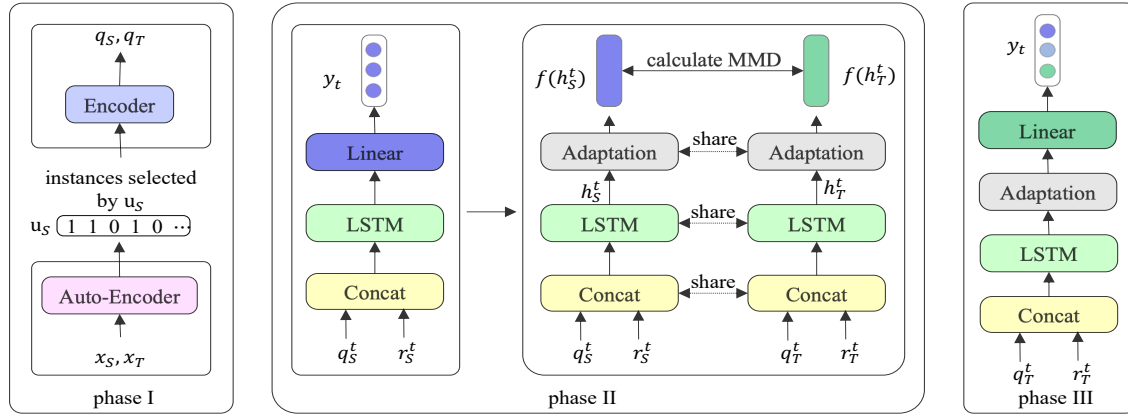 q_S, q_T
Encoder
instances selected
by u_S
u_S 1 1 0 1 0 ···
Auto-Encoder
x_S, x_T
phase I
y_t
Linear
LSTM
Concat
q_S^t r_S^t
f(h_S^t) calculate MMD f(h_T^t)
Adaptation share Adaptation
h_S^t h_T^t
LSTM share LSTM
Concat share Concat
q_S^t r_S^t q_T^t r_T^t
phase II
y_t
Linear
Adaptation
LSTM
Concat
q_T^t r_T^t
phase III